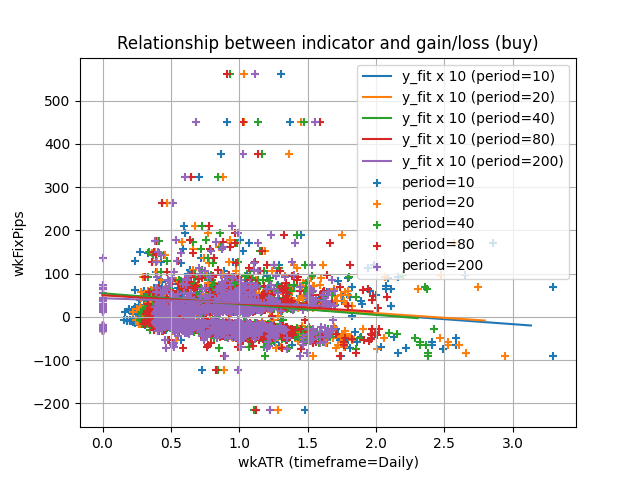 Relationship between indicator and gain/loss (buy)
y_fit x 10 (period=10)
y_fit x 10 (period=20)
y_fit x 10 (period=40)
y_fit x 10 (period=80)
y_fit x 10 (period=200)
period=10
period=20
period=40
period=80
period=200
wkFixPips
500
400
300
200
100
0
−100
−200
0.0 0.5 1.0 1.5 2.0 2.5 3.0
wkATR (timeframe=Daily)